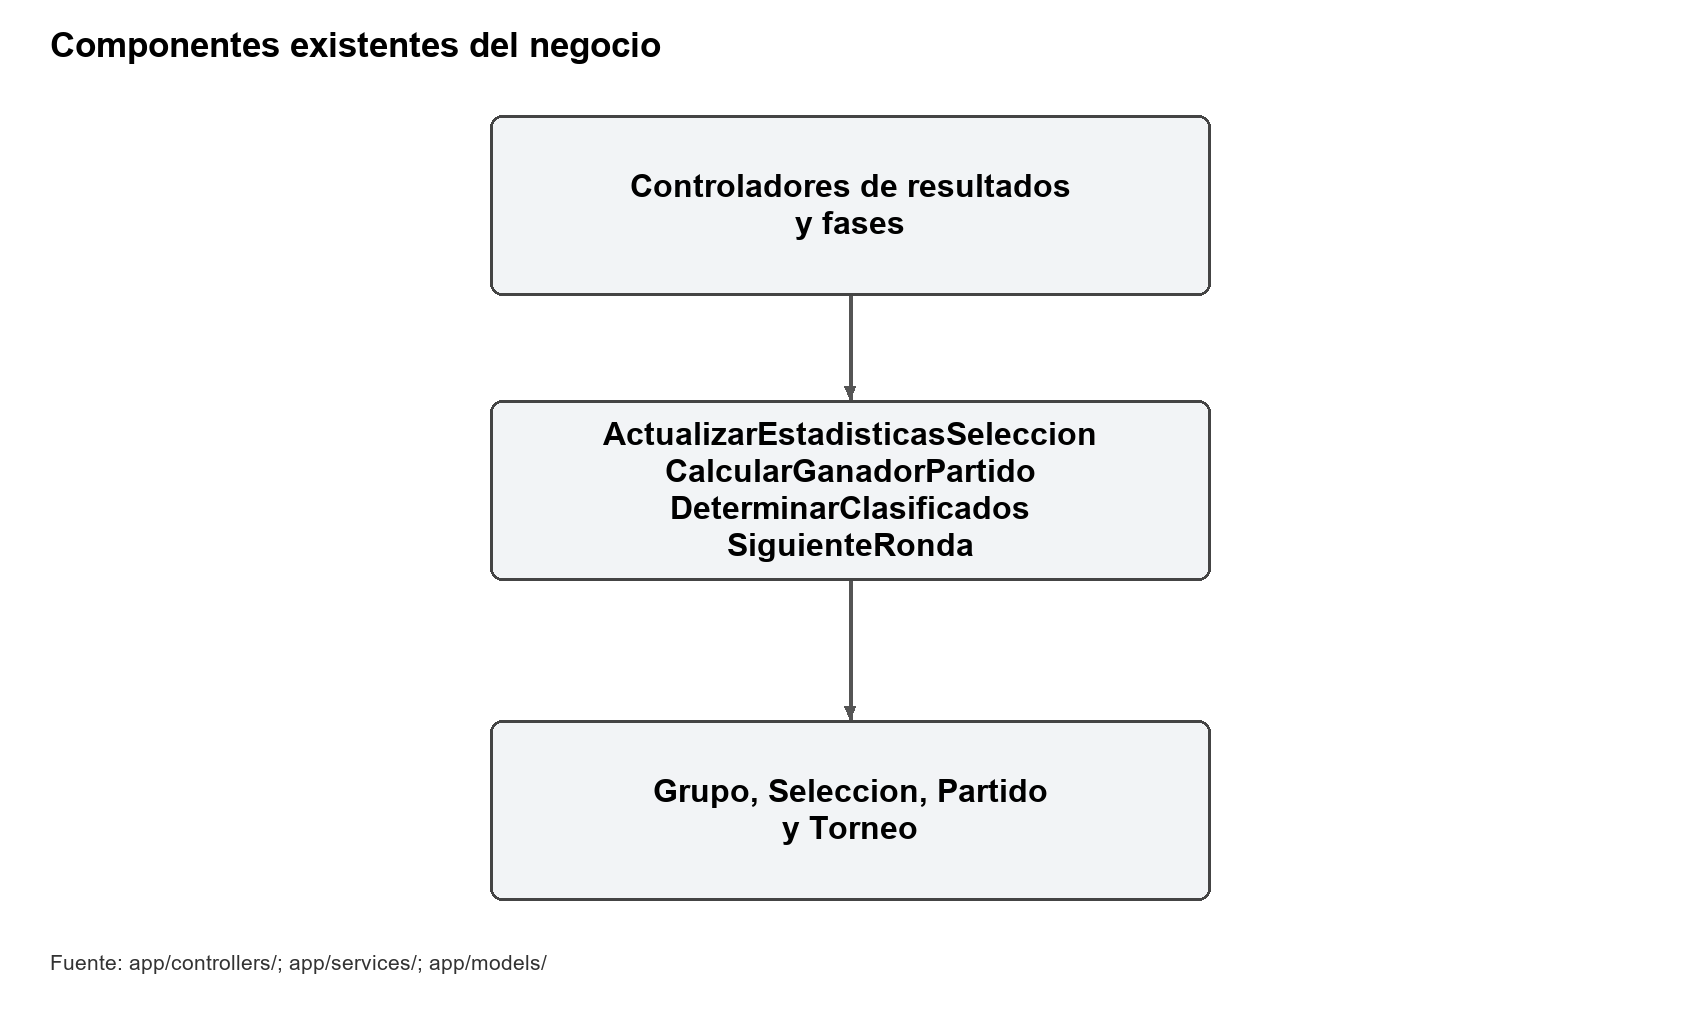 Componentes existentes del negocio
Controladores de resultados
y fases
ActualizarEstadisticasSeleccion
CalcularGanadorPartido
DeterminarClasificados
SiguienteRonda
Grupo, Seleccion, Partido
y Torneo
Fuente: app/controllers/; app/services/; app/models/